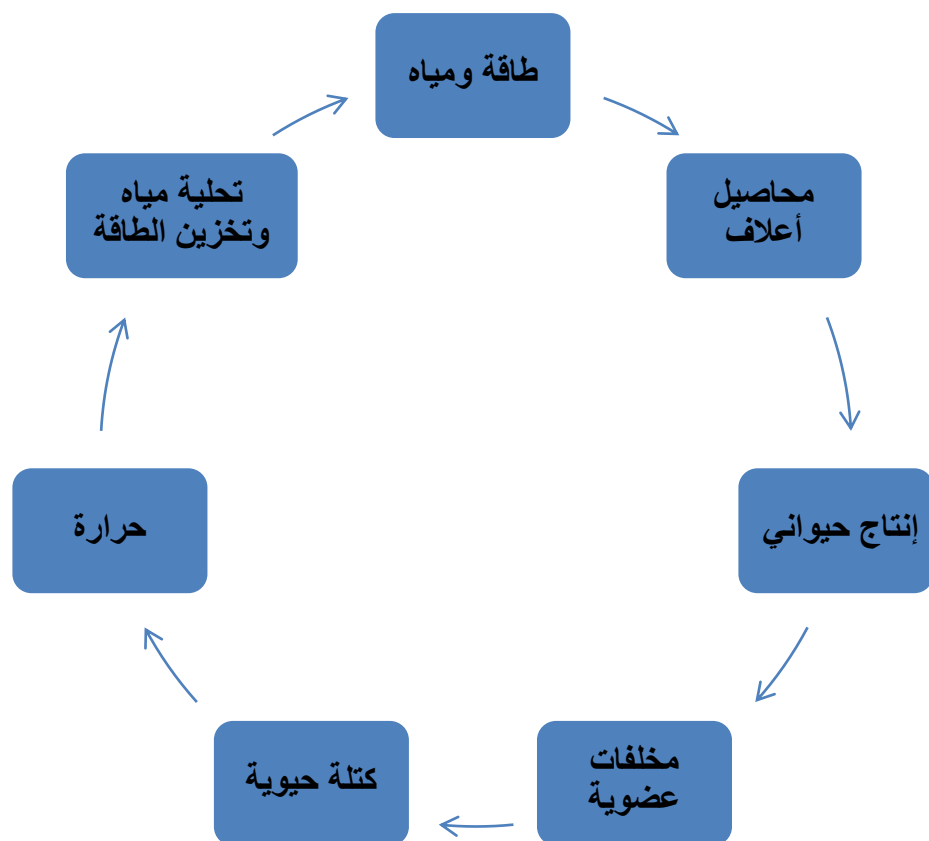 طاقة ومياه
محاصيل
أعلاف
إنتاج حيواني
مخلفات
عضوية
كتلة حيوية
حرارة
تحلية مياه
وتخزين الطاقة